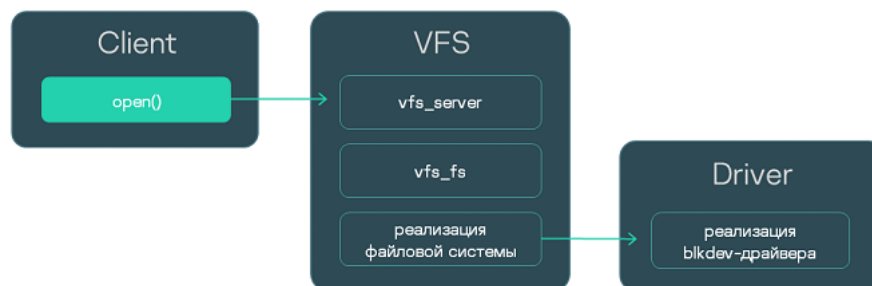 Client
open()
VFS
vfs_server
vfs_fs
реализация
файловой системы
Driver
реализация
blkdev-драйвера